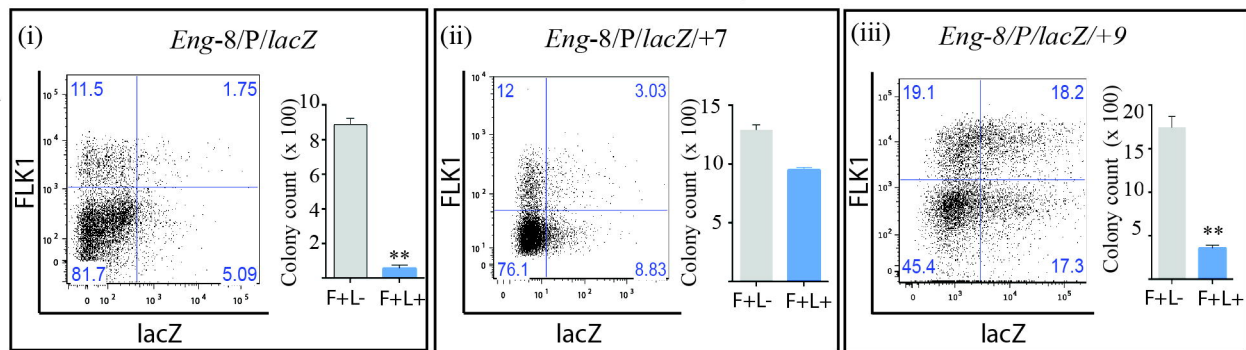 (i)
Eng-8/P/lacZ
FLK1
10⁵
10⁴
10³
10²
0
11.5
1.75
81.7
5.09
0 10² 10³ 10⁴ 10⁵
lacZ
Colony count (x 100)
10
8
6
4
2
**
F+L- F+L+
(ii)
Eng-8/P/lacZ/+7
FLK1
10⁴
10³
10²
10¹
12
3.03
76.1
8.83
0 10¹ 10² 10³ 10⁴
lacZ
Colony count (x 100)
15
10
5
F+L- F+L+
(iii)
Eng-8/P/lacZ/+9
FLK1
10⁵
10⁴
10³
10²
0
19.1
18.2
45.4
17.3
0 10³ 10⁴ 10⁵
lacZ
Colony count (x 100)
20
15
20
5
**
F+L- F+L+